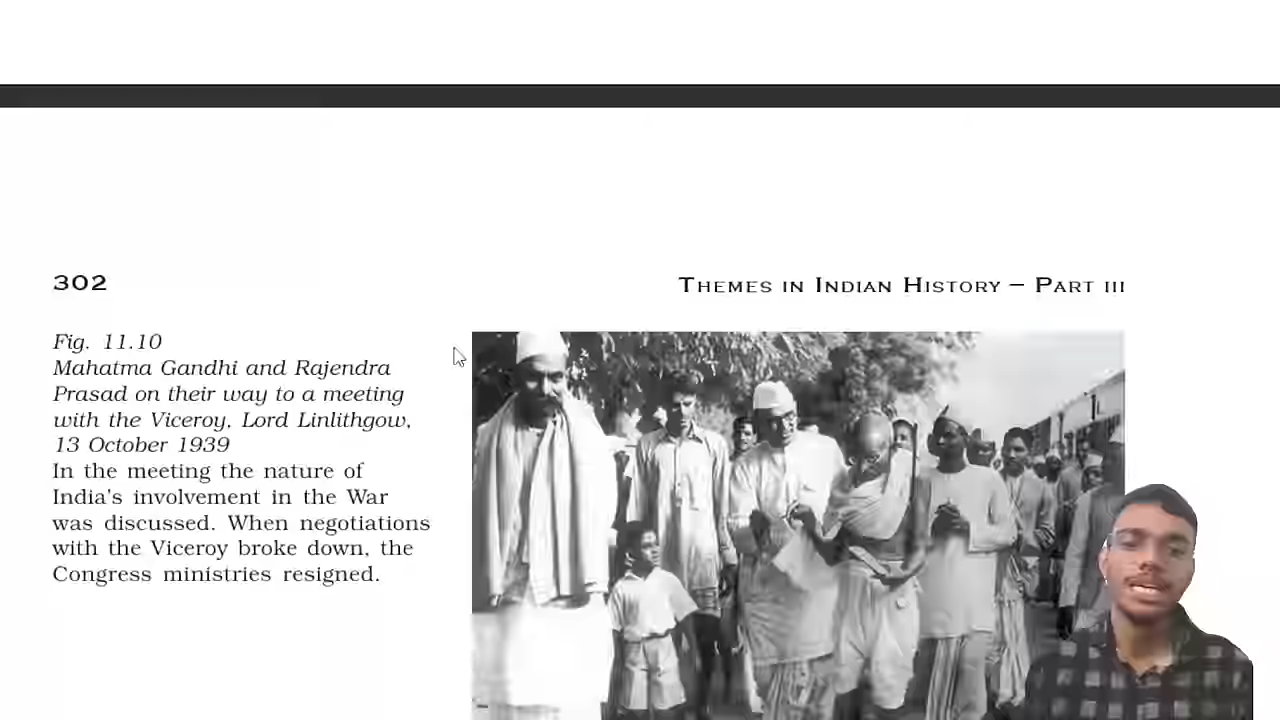 302
THEMES IN INDIAN HISTORY – PART III
Fig. 11.10
Mahatma Gandhi and Rajendra
Prasad on their way to a meeting
with the Viceroy, Lord Linlithgow,
13 October 1939
In the meeting the nature of
India's involvement in the War
was discussed. When negotiations
with the Viceroy broke down, the
Congress ministries resigned.